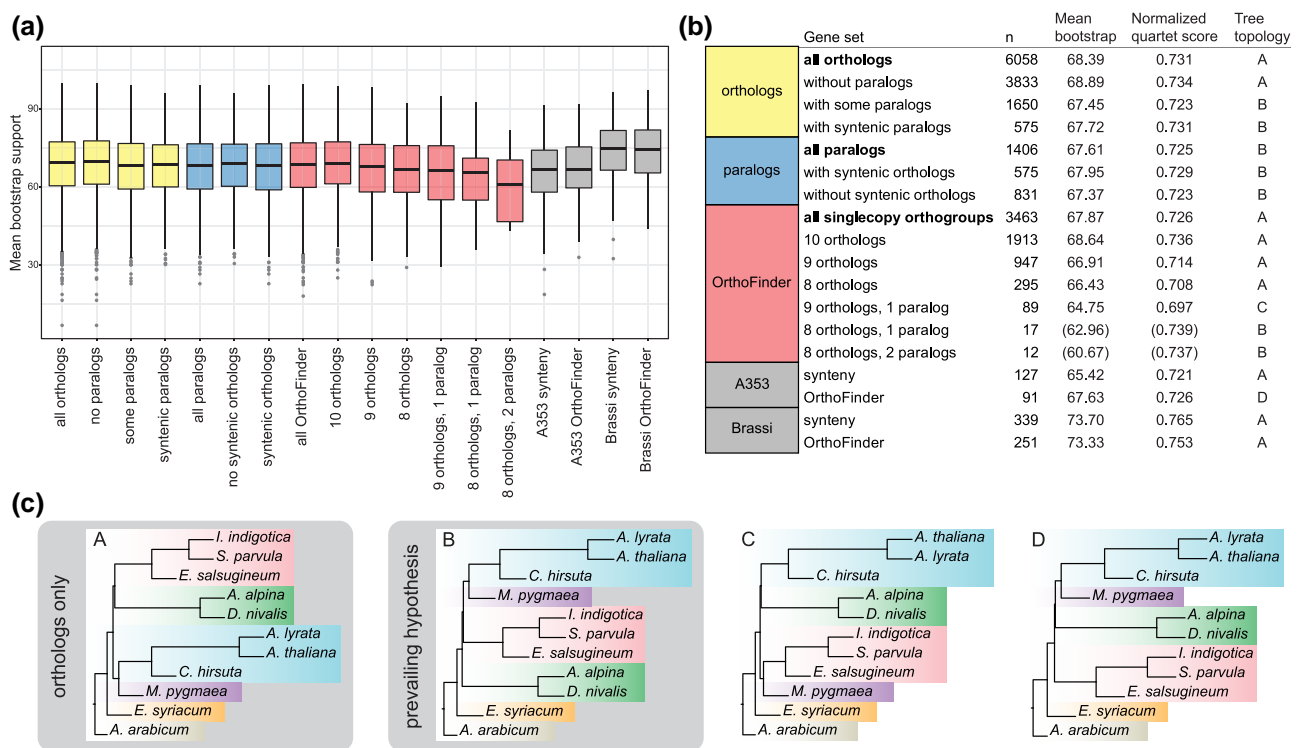 (a)
Mean bootstrap support
90
60
30
all orthologs
no paralogs
some paralogs
syntenic paralogs
all paralogs
no syntenic orthologs
syntenic orthologs
all OrthoFinder
10 orthologs
9 orthologs
8 orthologs
9 orthologs, 1 paralog
8 orthologs, 1 paralog
8 orthologs, 2 paralogs
A353 synteny
A353 OrthoFinder
Brassi synteny
Brassi OrthoFinder
(b)
Gene set n Mean bootstrap Normalized quartet score Tree topology
orthologs
all orthologs 6058 68.39 0.731 A
without paralogs 3833 68.89 0.734 A
with some paralogs 1650 67.45 0.723 B
with syntenic paralogs 575 67.72 0.731 B
paralogs
all paralogs 1406 67.61 0.725 B
with syntenic orthologs 575 67.95 0.729 B
without syntenic orthologs 831 67.37 0.723 B
OrthoFinder
all singlecopy orthogroups 3463 67.87 0.726 A
10 orthologs 1913 68.64 0.736 A
9 orthologs 947 66.91 0.714 A
8 orthologs 295 66.43 0.708 A
9 orthologs, 1 paralog 89 64.75 0.697 C
8 orthologs, 1 paralog 17 (62.96) (0.739) B
8 orthologs, 2 paralogs 12 (60.67) (0.737) B
A353
synteny 127 65.42 0.721 A
OrthoFinder 91 67.63 0.726 D
Brassi
synteny 339 73.70 0.765 A
OrthoFinder 251 73.33 0.753 A
(c)
orthologs only
A
I. indigotica
S. parvula
E. salsugineum
A. alpina
D. nivalis
A. lyrata
A. thaliana
C. hirsuta
M. pygmaea
E. syriacum
A. arabicum
prevailing hypothesis
B
A. lyrata
A. thaliana
C. hirsuta
M. pygmaea
I. indigotica
S. parvula
E. salsugineum
A. alpina
D. nivalis
E. syriacum
A. arabicum
C
A. thaliana
A. lyrata
C. hirsuta
A. alpina
D. nivalis
I. indigotica
S. parvula
E. salsugineum
M. pygmaea
E. syriacum
A. arabicum
D
A. lyrata
A. thaliana
C. hirsuta
M. pygmaea
A. alpina
D. nivalis
I. indigotica
S. parvula
E. salsugineum
E. syriacum
A. arabicum